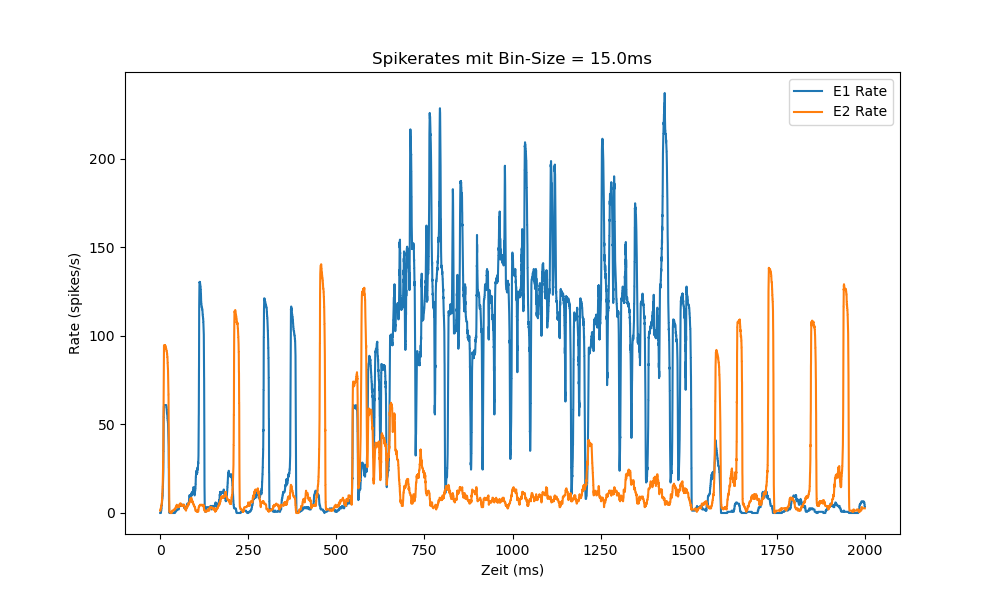 Spikerates mit Bin-Size = 15.0ms
E1 Rate
E2 Rate
Rate (spikes/s)
200
150
100
50
0
0 250 500 750 1000 1250 1500 1750 2000
Zeit (ms)